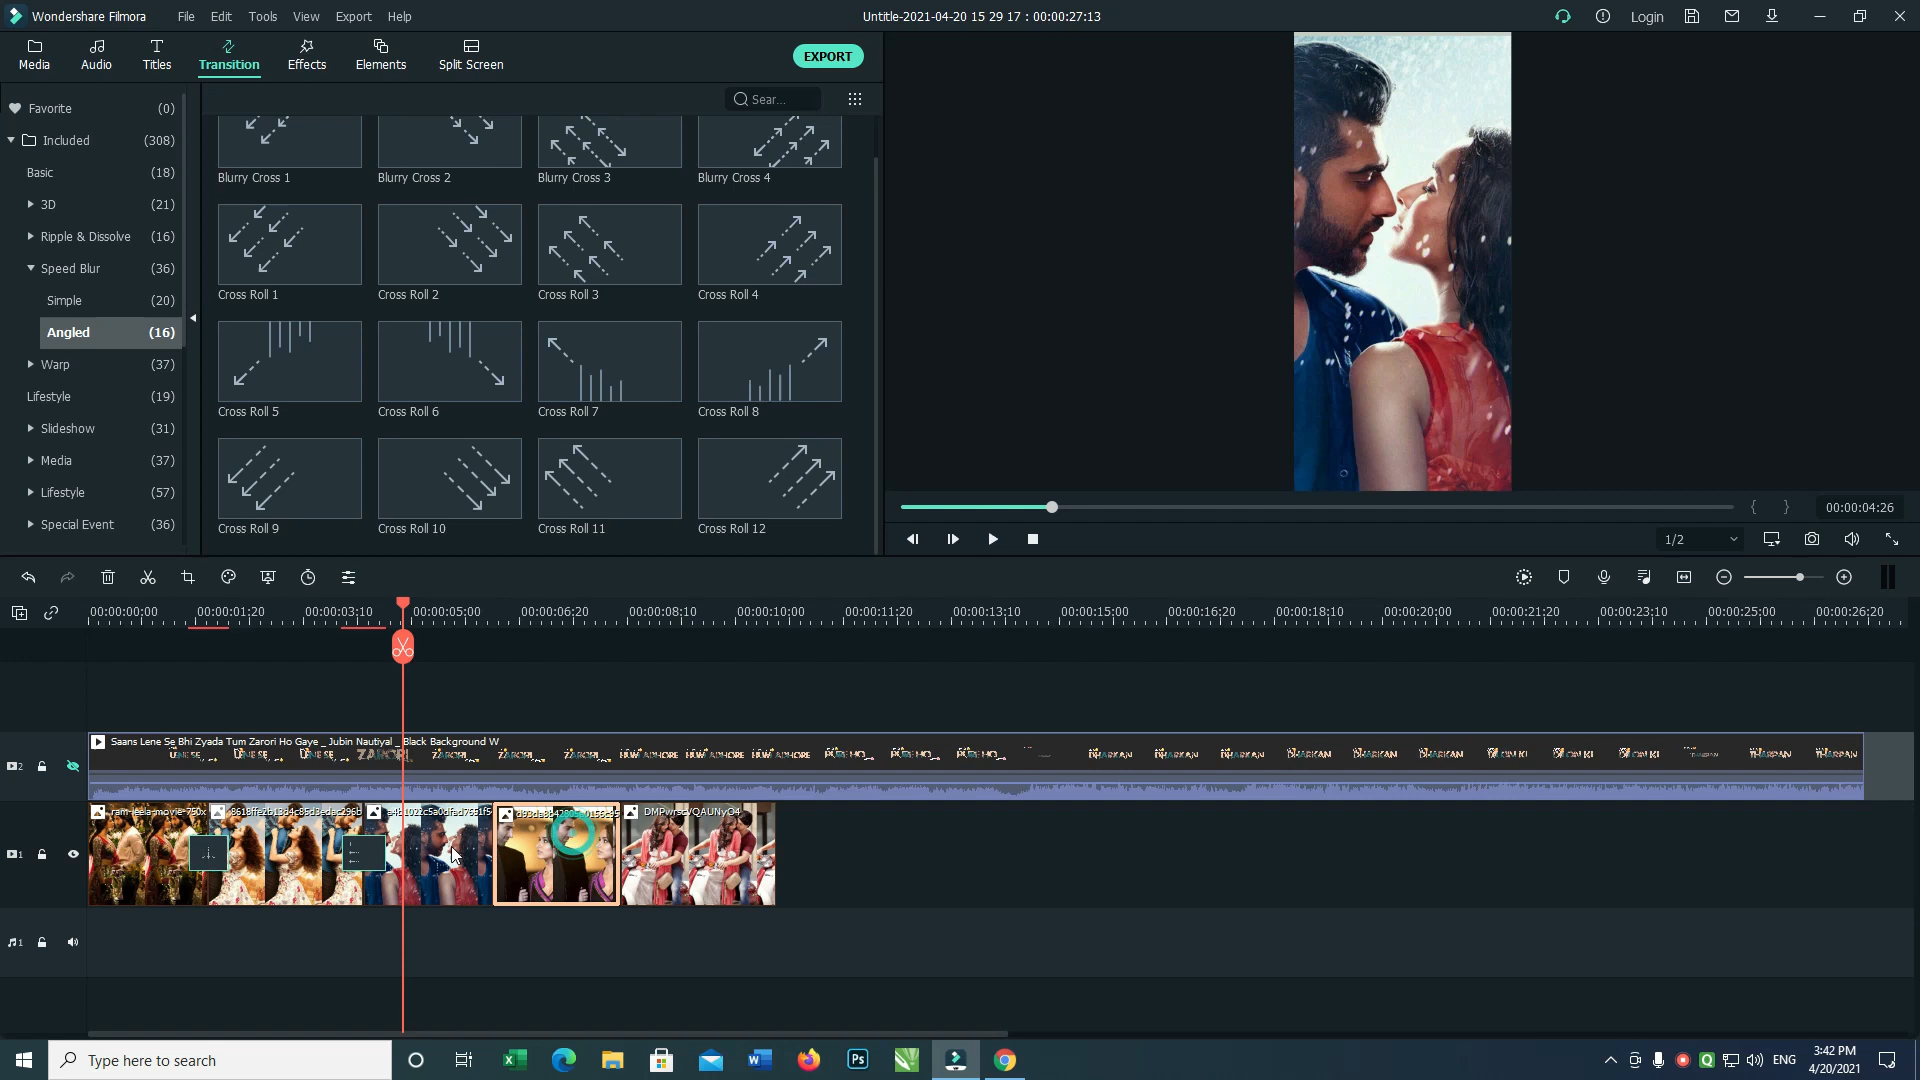 Wondershare Filmora
File Edit Tools View Export Help
Untitle-2021-04-20 15 29 17 : 00:00:27:13
Login
Media Audio Titles Transition Effects Elements Split Screen
EXPORT
Favorite (0)
Included (308)
Basic (18)
3D (21)
Ripple & Dissolve (16)
Speed Blur (36)
Simple (20)
Angled (16)
Warp (37)
Lifestyle (19)
Slideshow (31)
Media (37)
Lifestyle (57)
Special Event (36)
Sear...
Blurry Cross 1 Blurry Cross 2 Blurry Cross 3 Blurry Cross 4
Cross Roll 1 Cross Roll 2 Cross Roll 3 Cross Roll 4
Cross Roll 5 Cross Roll 6 Cross Roll 7 Cross Roll 8
Cross Roll 9 Cross Roll 10 Cross Roll 11 Cross Roll 12
{ } 00:00:04:26
1/2
00:00:00:00 00:00:01:20 00:00:03:10 00:00:05:00 00:00:06:20 00:00:08:10 00:00:10:00 00:00:11:20 00:00:13:10 00:00:15:00 00:00:16:20 00:00:18:10 00:00:20:00 00:00:21:20 00:00:23:10 00:00:25:00 00:00:26:20
Saans Lene Se Bhi Zyada Tum Zarori Ho Gaye _ Jubin Nautiyal _ Black Background W
2
ram-leela-movie-750x
DMPwrscVQAUNyO4
1
1
Type here to search
Ps
ENG
3:42 PM
4/20/2021